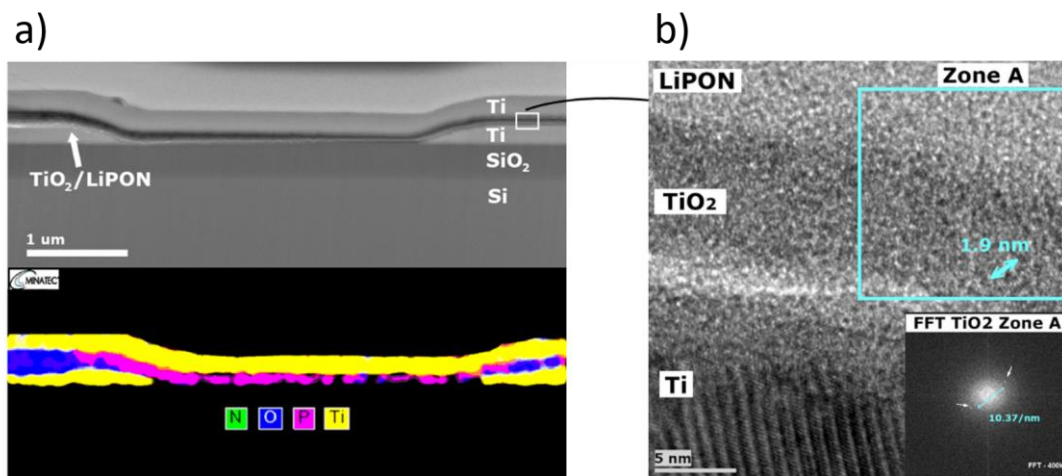 a)
Ti
Ti
SiO₂
Si
TiO₂/LiPON
1 um
MINATEC
N O P Ti
b)
LiPON
Zone A
TiO₂
1.9 nm
FFT TiO2 Zone A
Ti
10.37/nm
5 nm